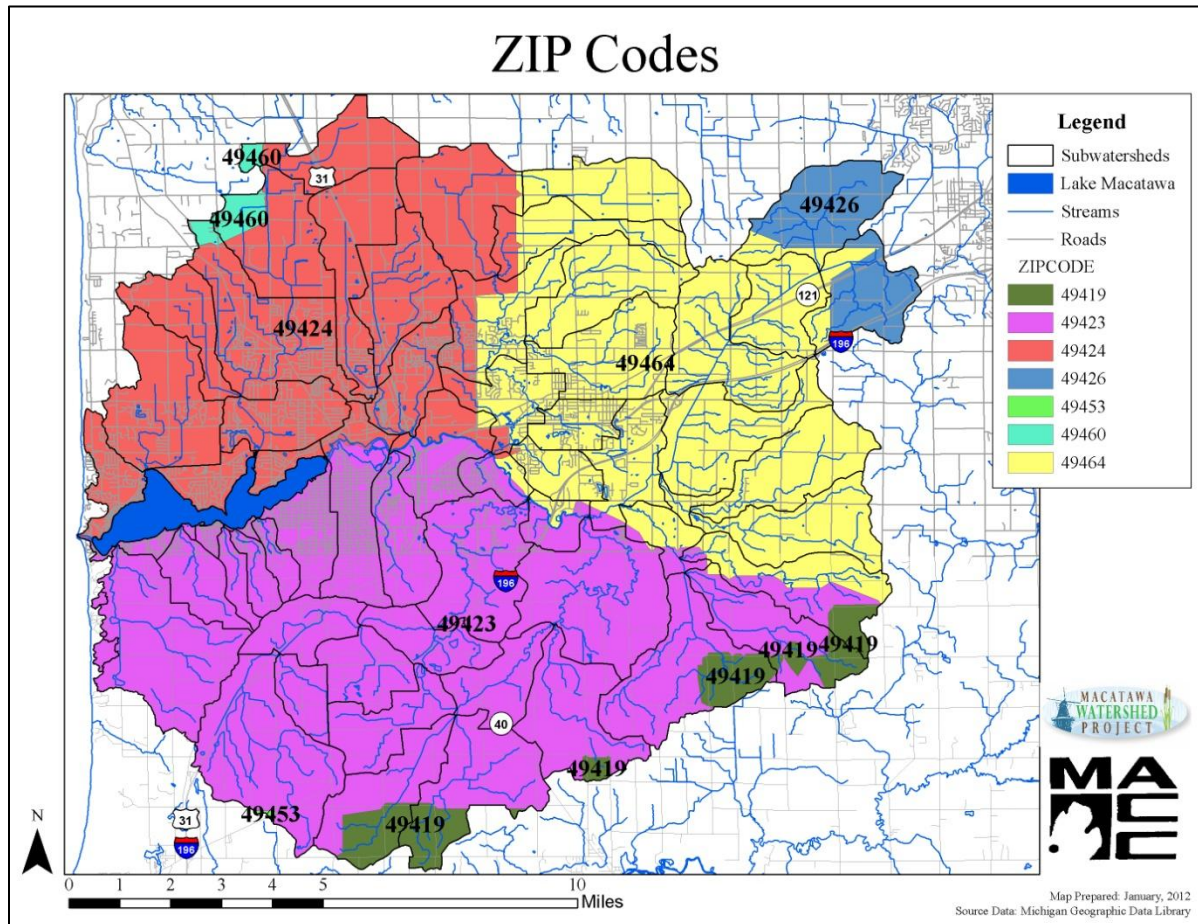 ZIP Codes
49460
31
49460
49426
Legend
Subwatersheds
Lake Macatawa
Streams
Roads
ZIPCODE
49419
49423
49424
49426
49453
49460
49464
121
49424
196
49464
196
49423
49419
49419
49419
40
49419
49453
49419
31
196
MACATAWA
WATERSHED
PROJECT
MA
CC
N
0 1 2 3 4 5 10
Miles
Map Prepared: January, 2012
Source Data: Michigan Geographic Data Library